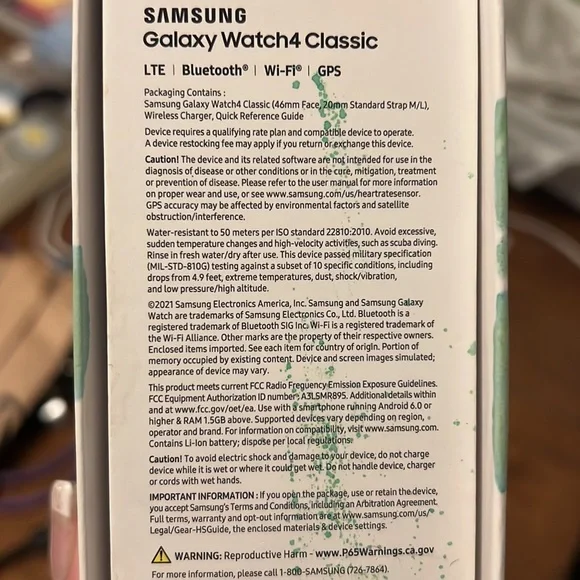 SAMSUNG
Galaxy Watch4 Classic
LTE | Bluetooth® | Wi-Fi® | GPS
Packaging Contains :
Samsung Galaxy Watch4 Classic (46mm Face, 20mm Standard Strap M/L),
Wireless Charger, Quick Reference Guide
Device requires a qualifying rate plan and compatible device to operate.
A device restocking fee may apply if you return or exchange this device.
Caution! The device and its related software are not intended for use in the
diagnosis of disease or other conditions or in the cure, mitigation, treatment
or prevention of disease. Please refer to the user manual for more information
on proper wear and use, or see www.samsung.com/us/heartratesensor.
GPS accuracy may be affected by environmental factors and satellite
obstruction/interference.
Water-resistant to 50 meters per ISO standard 22810:2010. Avoid excessive,
sudden temperature changes and high-velocity activities, such as scuba diving.
Rinse in fresh water/dry after use. This device passed military specification
(MIL-STD-810G) testing against a subset of 10 specific conditions, including
drops from 4.9 feet, extreme temperatures, dust, shock/vibration,
and low pressure/high altitude.
©2021 Samsung Electronics America, Inc. Samsung and Samsung Galaxy
Watch are trademarks of Samsung Electronics Co., Ltd. Bluetooth is a
registered trademark of Bluetooth SIG Inc. Wi-Fi is a registered trademark of
the Wi-Fi Alliance. Other marks are the property of their respective owners.
Enclosed items imported. See each item for country of origin. Portion of
memory occupied by existing content. Device and screen images simulated;
appearance of device may vary.
This product meets current FCC Radio Frequency Emission Exposure Guidelines.
FCC Equipment Authorization ID number: A3LSMR895. Additional details within
and at www.fcc.gov/oet/ea. Use with a smartphone running Android 6.0 or
higher & RAM 1.5GB above. Supported devices vary depending on region,
operator and brand. For information on compatibility, visit www.samsung.com.
Contains Li-Ion battery; dispose per local regulations.
Caution! To avoid electric shock and damage to your device, do not charge
device while it is wet or where it could get wet. Do not handle device, charger
or cords with wet hands.
IMPORTANT INFORMATION : If you open the package, use or retain the device,
you accept Samsung's Terms and Conditions, including an Arbitration Agreement.
Full terms, warranty and opt-out information are at www.samsung.com/us/
Legal/Gear-HSGuide, the enclosed materials & device settings.
WARNING: Reproductive Harm - www.P65Warnings.ca.gov
For more information, please call 1-800-SAMSUNG (726-7864).